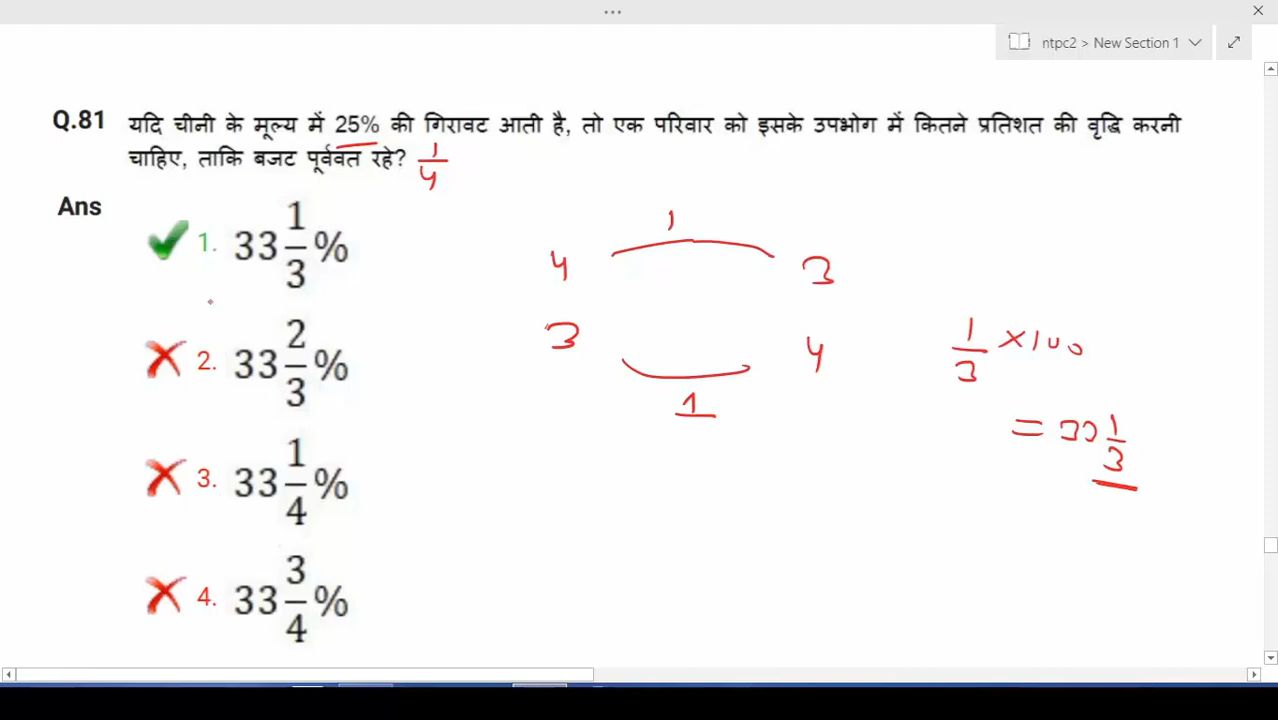 ntpc2 > New Section 1
Q.81 यदि चीनी के मूल्य में 25% की गिरावट आती है, तो एक परिवार को इसके उपभोग में कितने प्रतिशत की वृद्धि करनी
चाहिए, ताकि बजट पूर्ववत रहे? 1/4
Ans
1. 33 1/3 %
2. 33 2/3 %
3. 33 1/4 %
4. 33 3/4 %
1
4 3
3 4
1
1/3 × 100
= 33 1/3